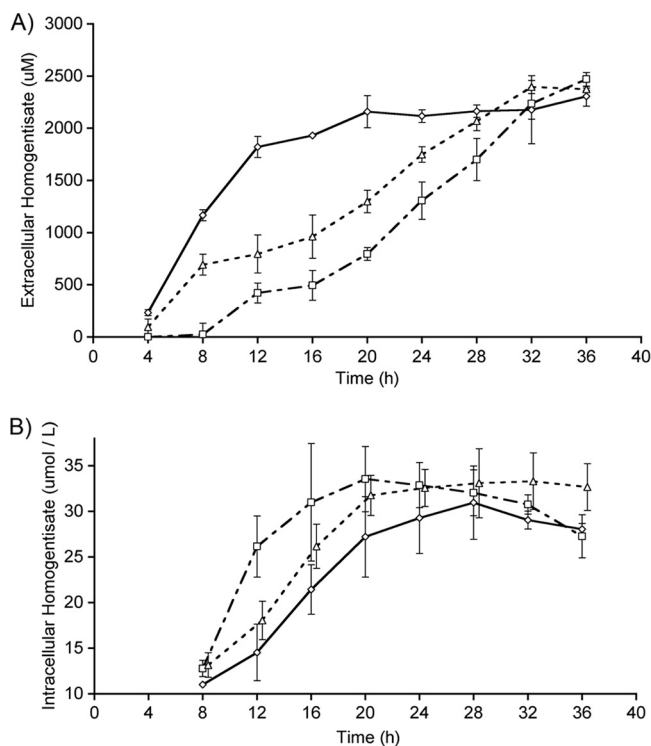 A)
Extracellular Homogentisate (uM)
3000
2500
2000
1500
1000
500
0
0 4 8 12 16 20 24 28 32 36 40
Time (h)
B)
Intracellular Homogentisate (umol / L)
35
30
25
20
15
10
0 4 8 12 16 20 24 28 32 36 40
Time (h)